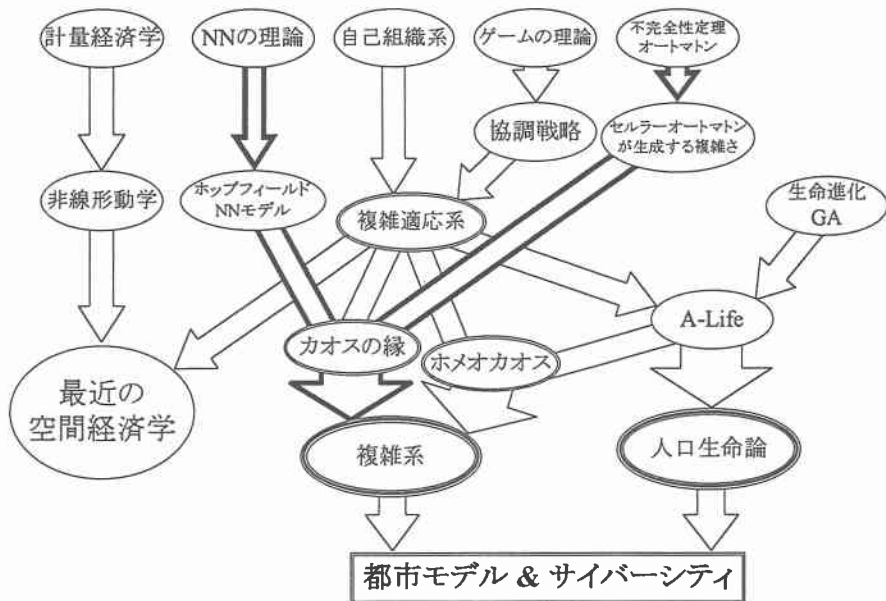 計量経済学
NNの理論
自己組織系
ゲームの理論
不完全性定理
オートマトン
協調戦略
セルラーオートマトン
が生成する複雑さ
非線形動学
ホップフィールド
NNモデル
複雑適応系
生命進化
GA
カオスの縁
ホメオカオス
A-Life
最近の
空間経済学
複雑系
人口生命論
都市モデル & サイバーシティ